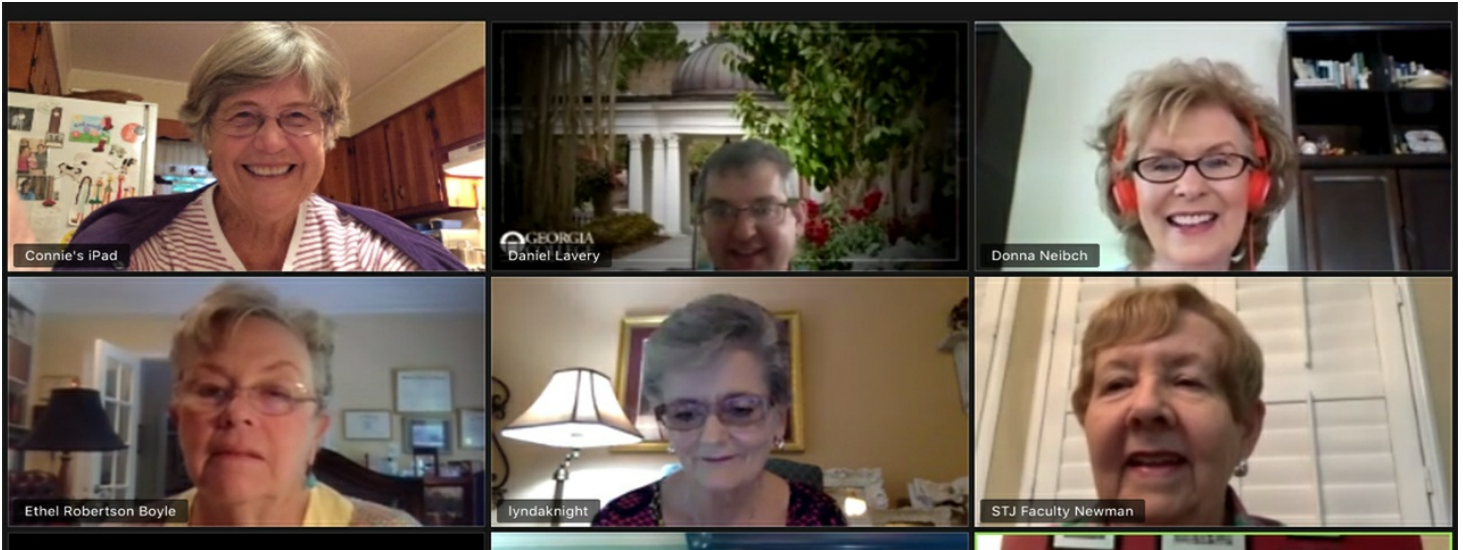 Connie's iPad
GEORGIA
Daniel Lavery
Donna Neibch
Ethel Robertson Boyle
lyndaknight
STJ Faculty Newman